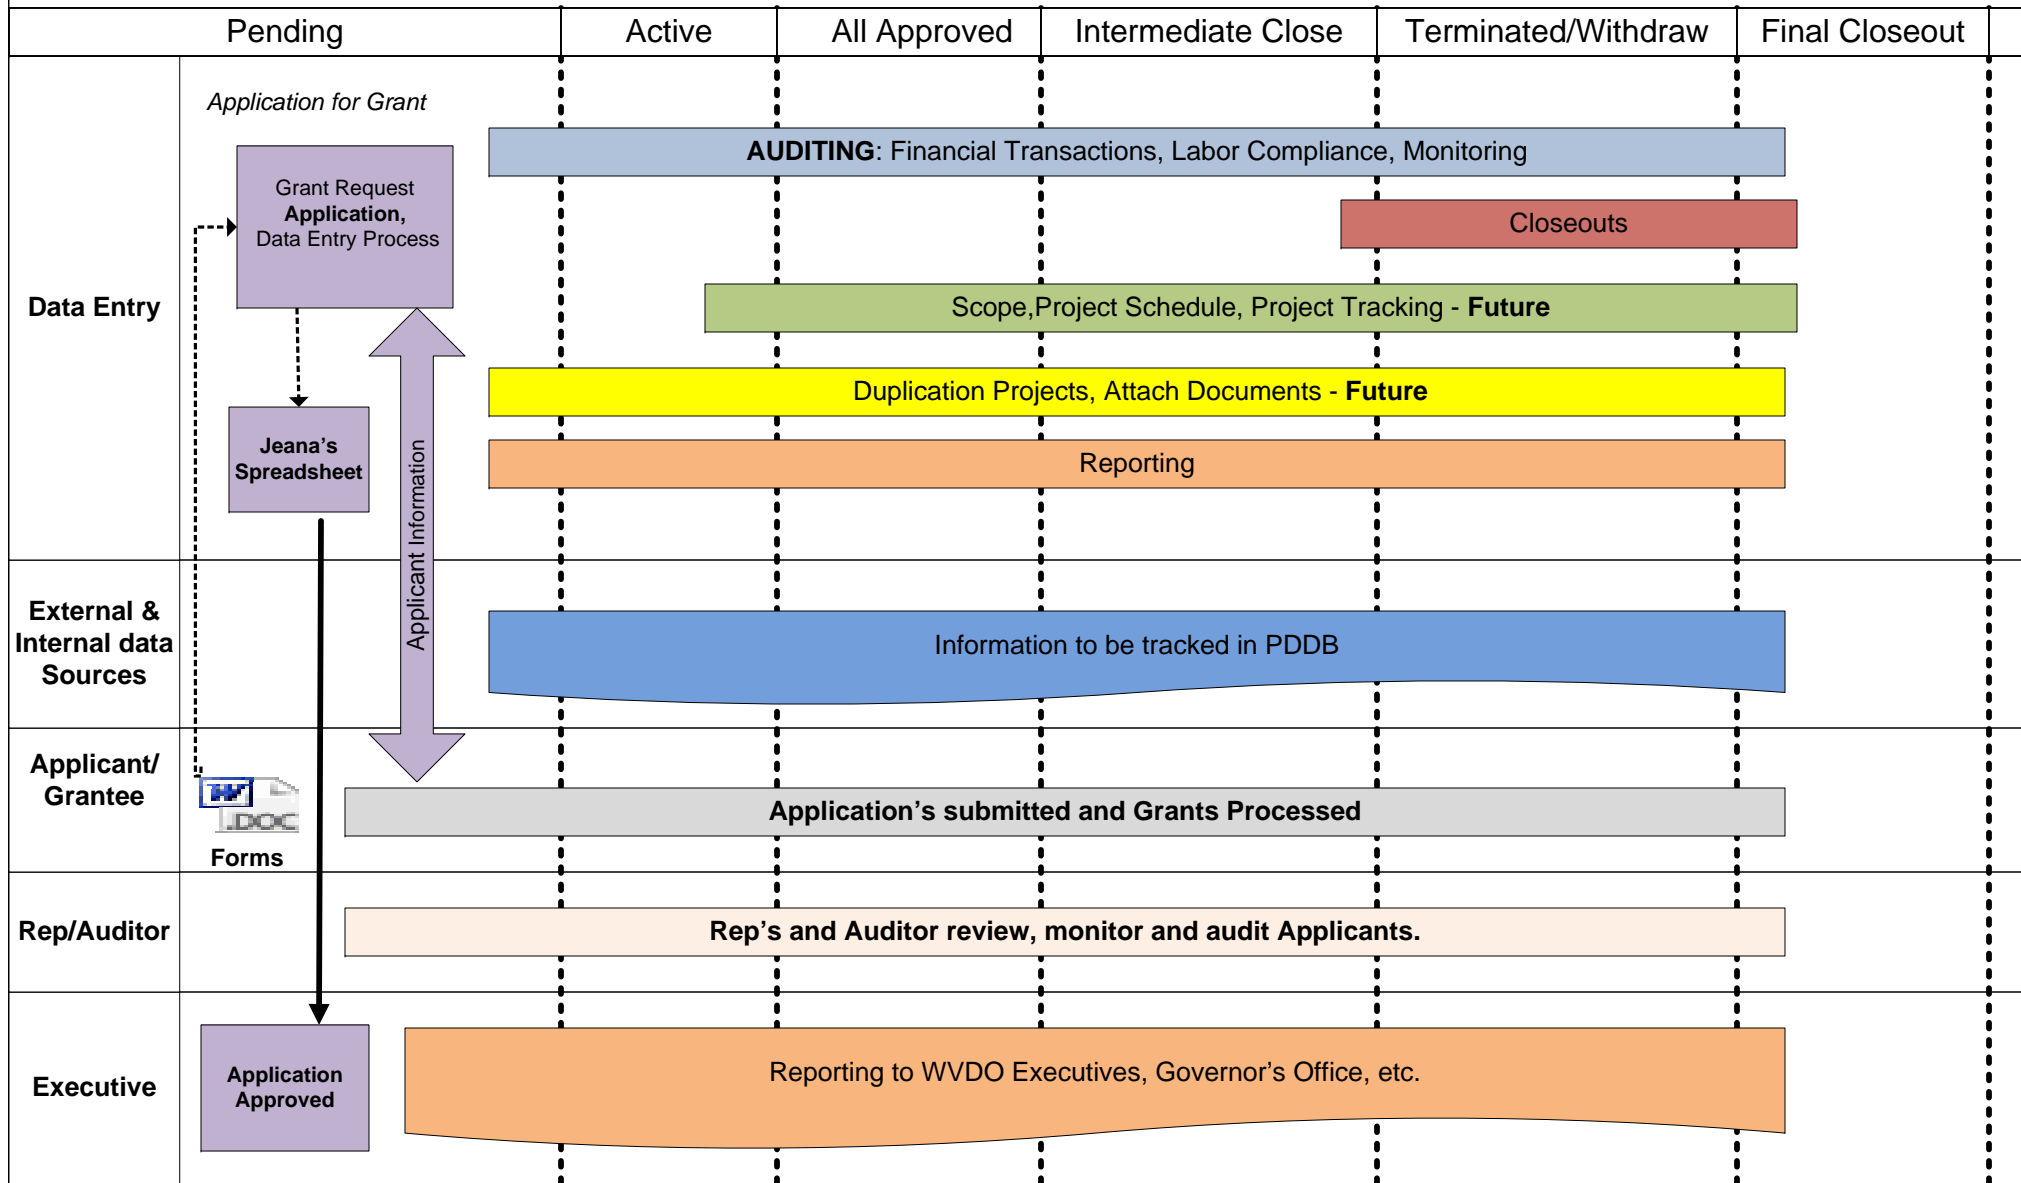 Pending
Active
All Approved
Intermediate Close
Terminated/Withdraw
Final Closeout
Data Entry
Application for Grant
Grant Request
Application,
Data Entry Process
Jeana’s
Spreadsheet
Applicant Information
AUDITING: Financial Transactions, Labor Compliance, Monitoring
Closeouts
Scope,Project Schedule, Project Tracking - Future
Duplication Projects, Attach Documents - Future
Reporting
External &
Internal data
Sources
Information to be tracked in PDDB
Applicant/
Grantee
W
.DOC
Forms
Application’s submitted and Grants Processed
Rep/Auditor
Rep’s and Auditor review, monitor and audit Applicants.
Executive
Application
Approved
Reporting to WVDO Executives, Governor’s Office, etc.